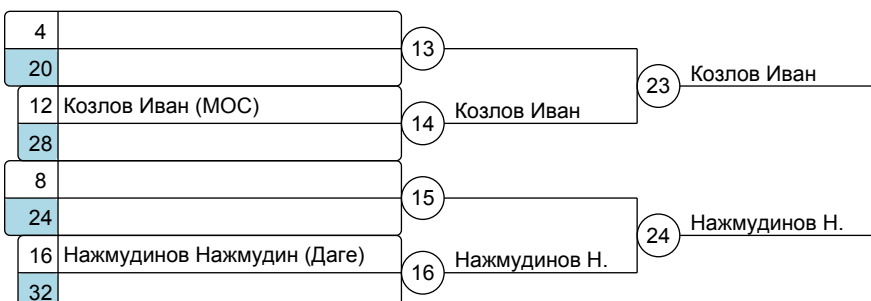 4
13
20
Козлов Иван
23
12 Козлов Иван (МОС)
14 Козлов Иван
28
8
15
24
Нажмудинов Н.
24
16 Нажмудинов Нажмудин (Даге)
16 Нажмудинов Н.
32